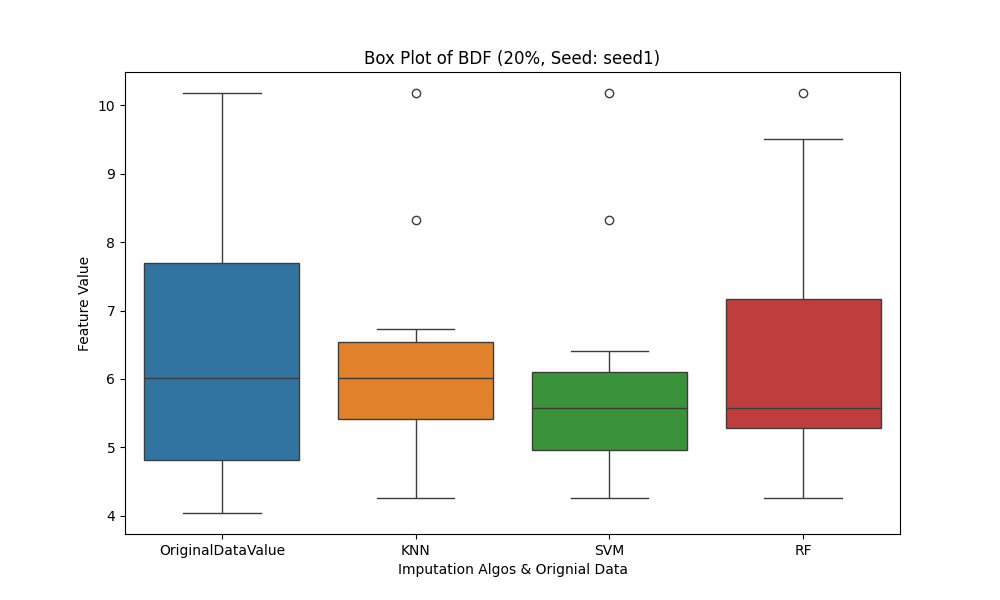 Box Plot of BDF (20%, Seed: seed1)
Feature Value
10
9
8
7
6
5
4
OriginalDataValue KNN SVM RF
Imputation Algos & Orignial Data